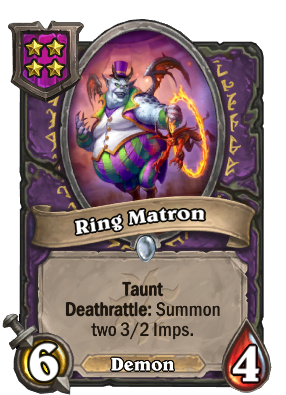 Ring Matron
Taunt
Deathrattle: Summon
two 3/2 Imps.
6
Demon
4